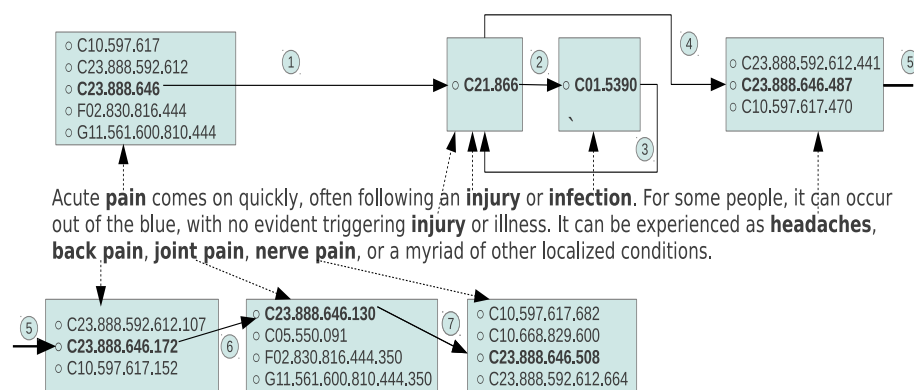 ○ C10.597.617
○ C23.888.592.612
○ C23.888.646
○ F02.830.816.444
○ G11.561.600.810.444
1
○ C21.866
2
○ C01.5390
`
3
4
○ C23.888.592.612.441
○ C23.888.646.487
○ C10.597.617.470
5
Acute pain comes on quickly, often following an injury or infection. For some people, it can occur
out of the blue, with no evident triggering injury or illness. It can be experienced as headaches,
back pain, joint pain, nerve pain, or a myriad of other localized conditions.
5
○ C23.888.592.612.107
○ C23.888.646.172
○ C10.597.617.152
6
○ C23.888.646.130
○ C05.550.091
○ F02.830.816.444.350
○ G11.561.600.810.444.350
7
○ C10.597.617.682
○ C10.668.829.600
○ C23.888.646.508
○ C23.888.592.612.664